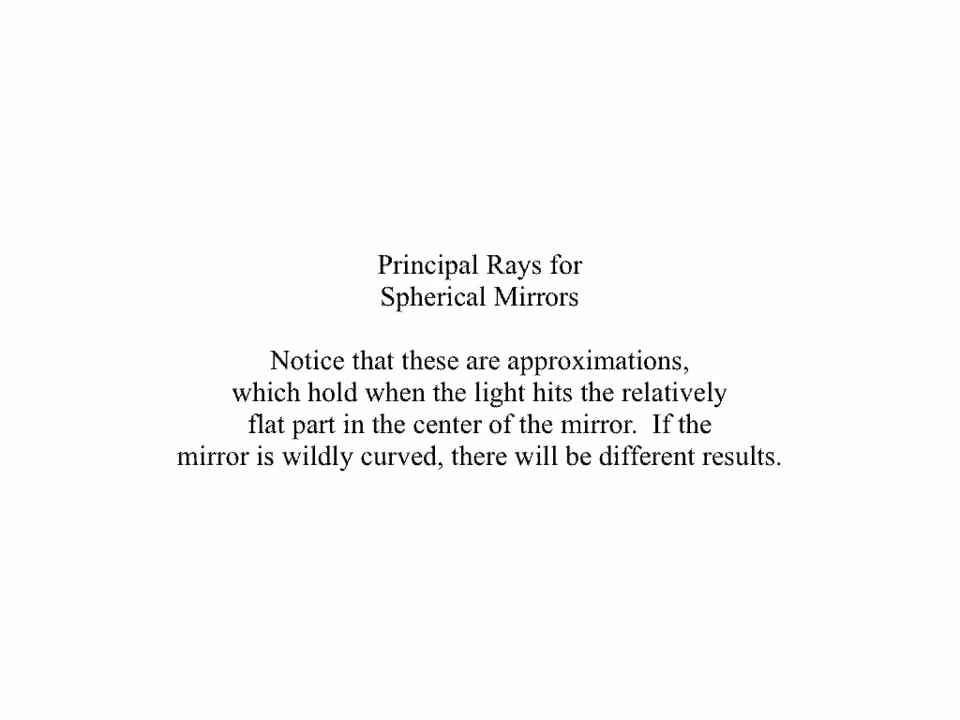 Principal Rays for
Spherical Mirrors
Notice that these are approximations,
which hold when the light hits the relatively
flat part in the center of the mirror.  If the
mirror is wildly curved, there will be different results.